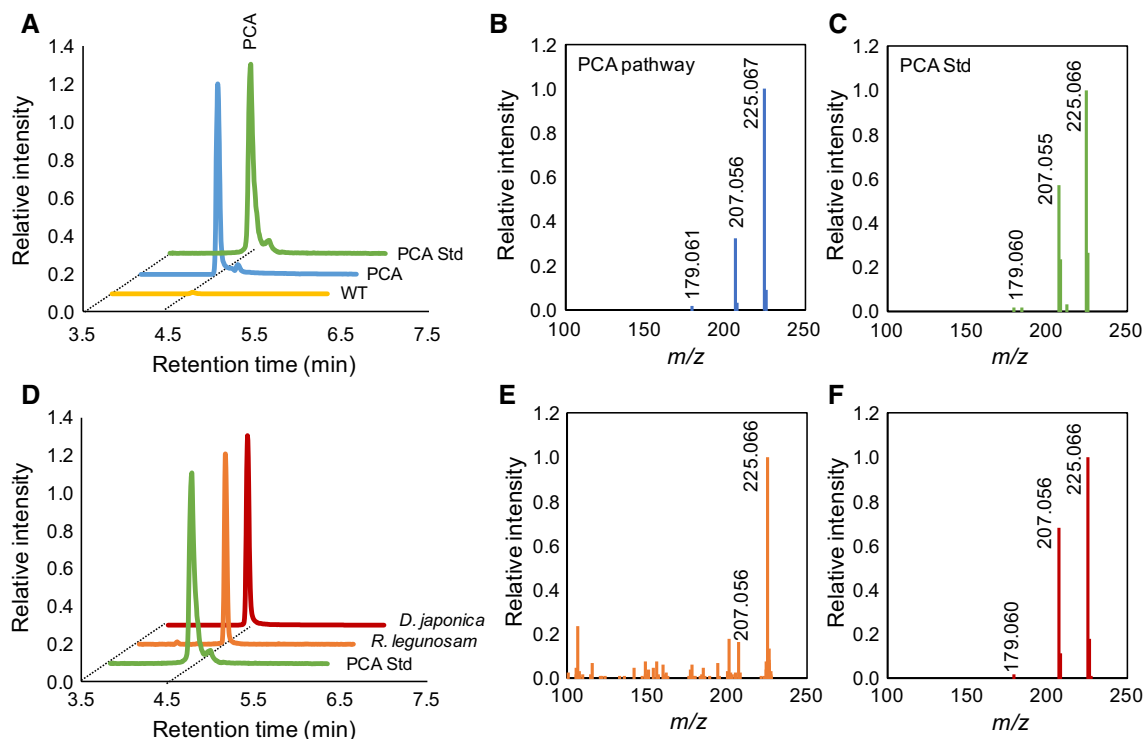 A
PCA
1.4
1.2
1.0
0.8
0.6
0.4
0.2
0.0
Relative intensity
PCA Std
PCA
WT
3.5 4.5 5.5 6.5 7.5
Retention time (min)
B
PCA pathway
1.2
1.0
0.8
0.6
0.4
0.2
0.0
Relative intensity
179.061
207.056
225.067
100 150 200 250
m/z
C
PCA Std
1.2
1.0
0.8
0.6
0.4
0.2
0.0
Relative intensity
179.060
207.055
225.066
100 150 200 250
m/z
D
1.4
1.2
1.0
0.8
0.6
0.4
0.2
0.0
Relative intensity
D. japonica
R. legunosam
PCA Std
3.5 4.5 5.5 6.5 7.5
Retention time (min)
E
1.2
1.0
0.8
0.6
0.4
0.2
0.0
Relative intensity
207.056
225.066
100 150 200 250
m/z
F
1.2
1.0
0.8
0.6
0.4
0.2
0.0
Relative intensity
179.060
207.056
225.066
100 150 200 250
m/z